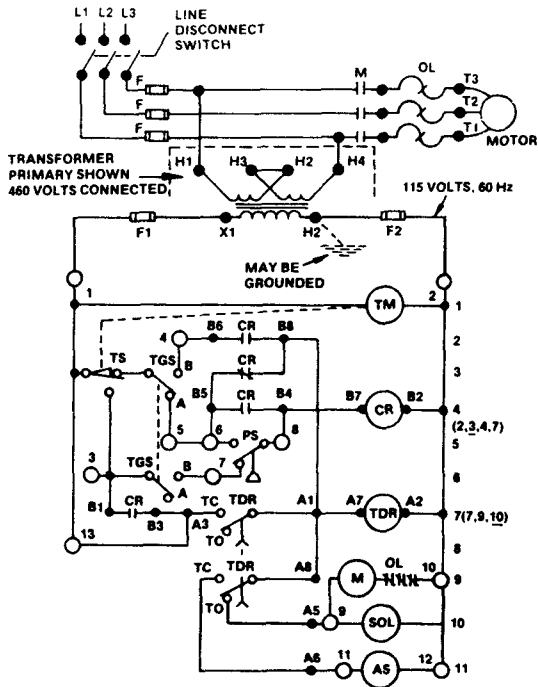 L1 L2 L3
LINE
DISCONNECT
SWITCH
F
M
OL
T3
F
T2
F
T1
MOTOR
TRANSFORMER
PRIMARY SHOWN
460 VOLTS CONNECTED
H1 H3 H2 H4
115 VOLTS, 60 Hz
F1
X1
H2
F2
MAY BE
GROUNDED
1
TM
2
1
4
B6
CR
B8
2
TS
TGS
B
CR
3
A
B5
CR
B4
B7
CR
B2
4
(2,3,4,7)
5
6
PS
8
5
3
TGS
B
7
6
B1
CR
B3
A
A3
TC
TDR
A1
A7
TDR
A2
7(7,9,10)
13
TO
8
TC
TDR
A8
M
OL
10
9
TO
A5
9
SOL
10
A6
11
AS
12
11